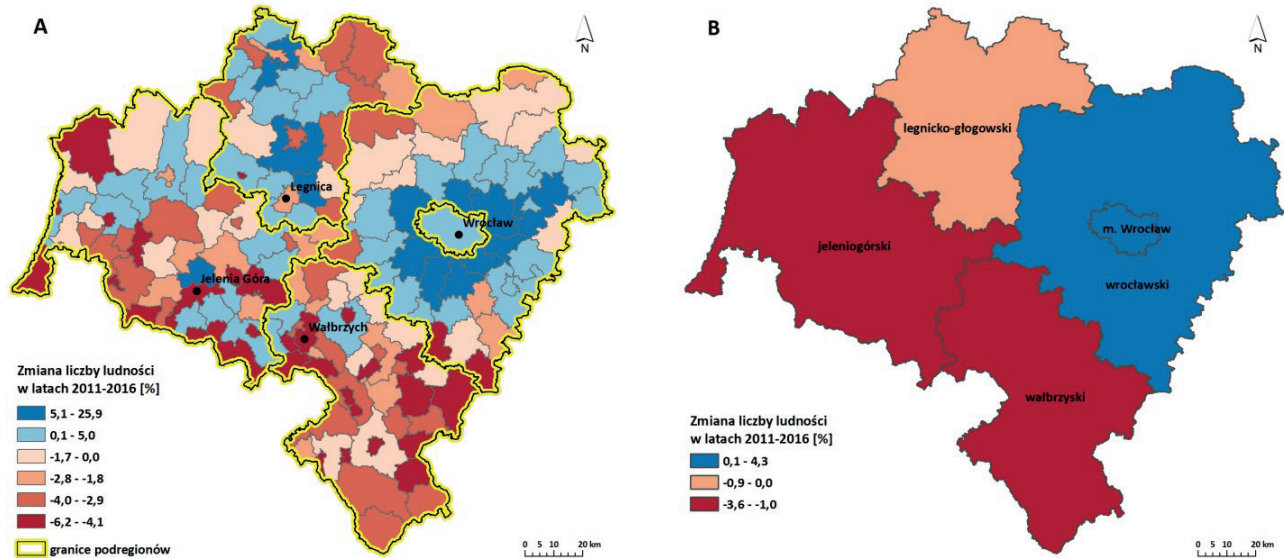 A
N
Legnica
Wrocław
Jelenia Góra
Wałbrzych
Zmiana liczby ludności
w latach 2011-2016 [%]
5,1 - 25,9
0,1 - 5,0
-1,7 - 0,0
-2,8 - -1,8
-4,0 - -2,9
-6,2 - -4,1
granice podregionów
0 5 10 20 km
B
N
legnicko-głogowski
m. Wrocław
jeleniogórski
wrocławski
wałbrzyski
Zmiana liczby ludności
w latach 2011-2016 [%]
0,1 - 4,3
-0,9 - 0,0
-3,6 - -1,0
0 5 10 20 km